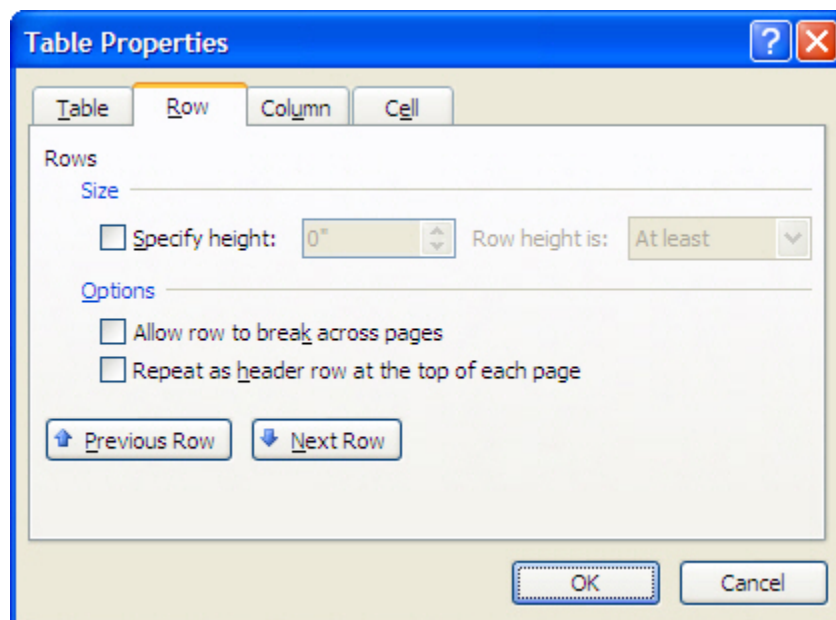 Table Properties
Table Row Column Cell
Rows
Size
Specify height: 0" Row height is: At least
Options
Allow row to break across pages
Repeat as header row at the top of each page
Previous Row Next Row
OK Cancel